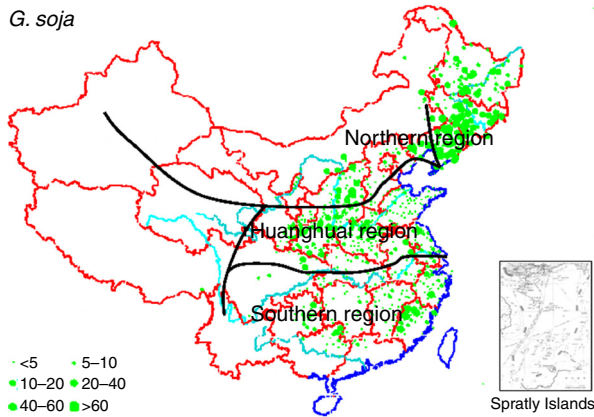 G. soja
Northern region
Huanghuai region
Southern region
<5 5–10
10–20 20–40
40–60 >60
Spratly Islands